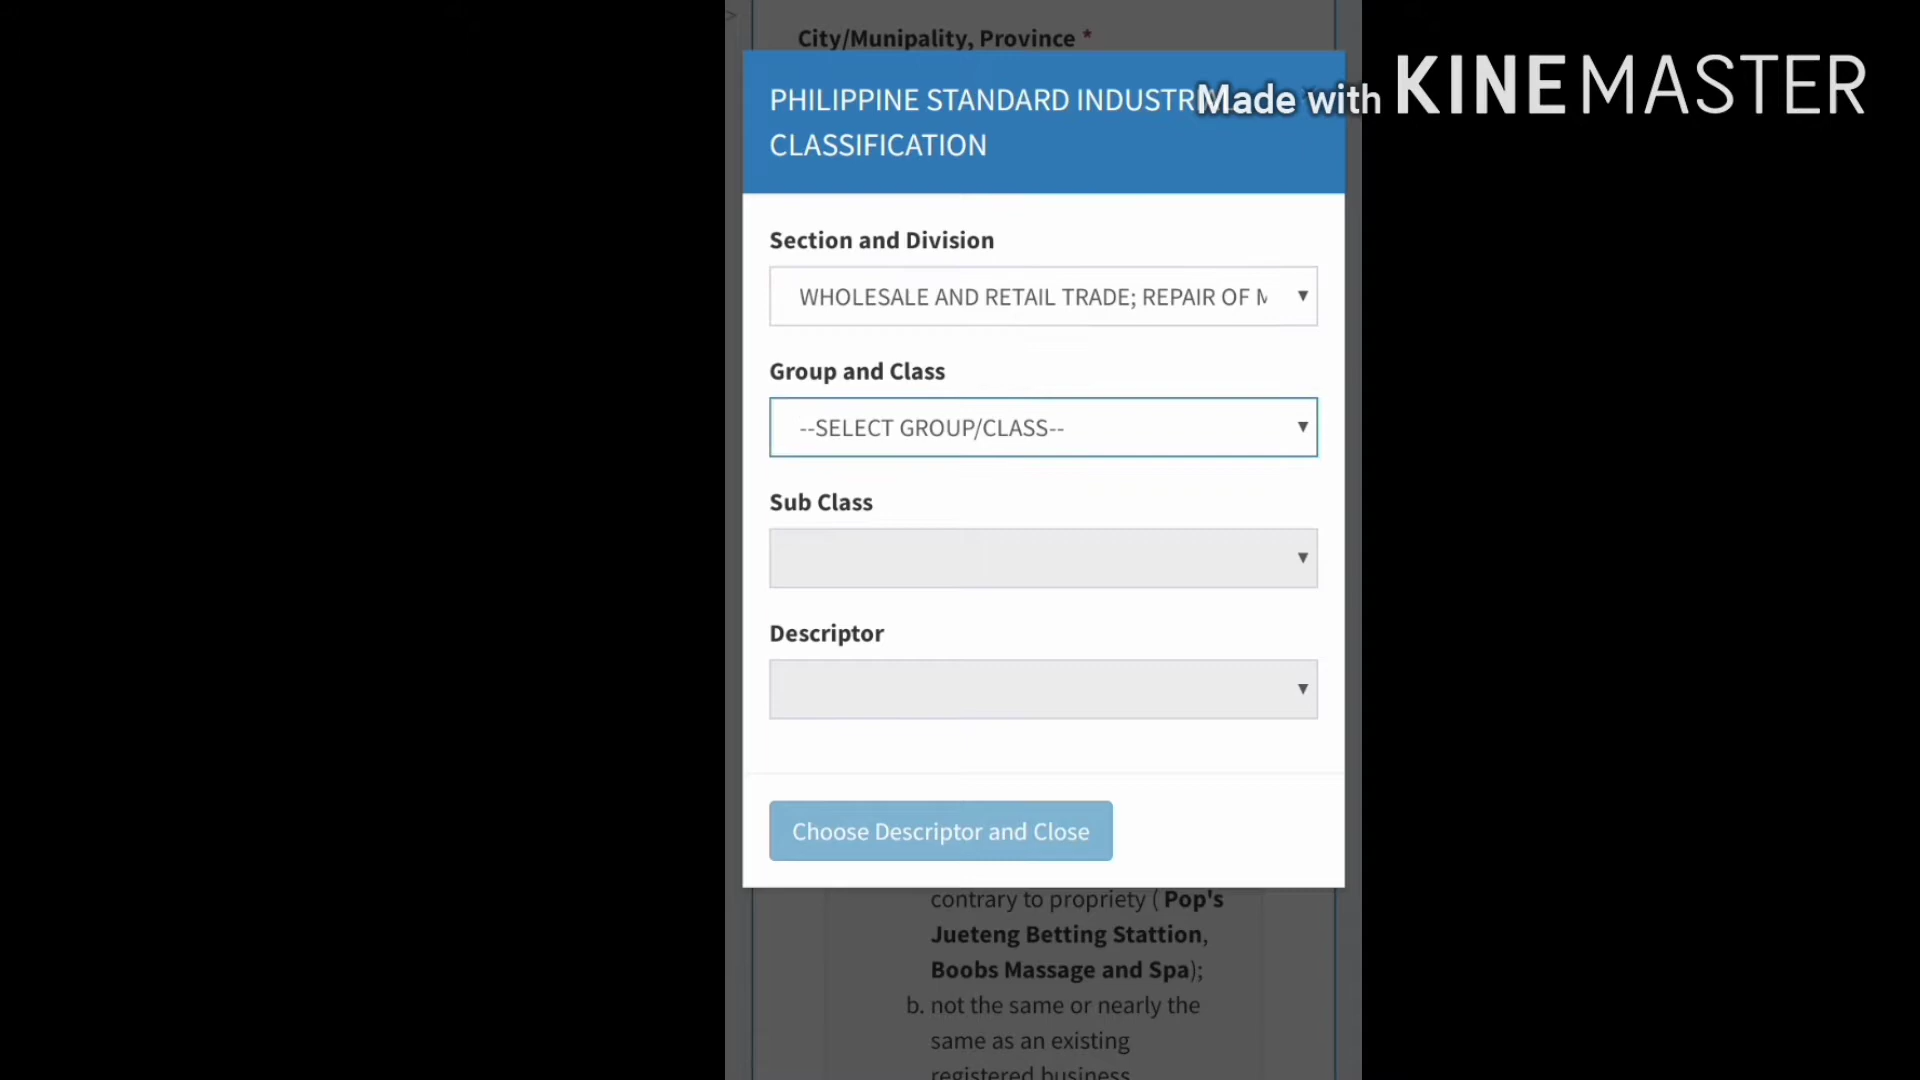 >
City/Munipality, Province *
PHILIPPINE STANDARD
CLASSIFICATION
Made with KINEMASTER
Section and Division
WHOLESALE AND RETAIL TRADE; REPAIR OF
Group and Class
--SELECT GROUP/CLASS--
Sub Class
Descriptor
Choose Descriptor and Close
contrary to propriety ( Pop's
Jueteng Betting Stattion,
Boobs Massage and Spa);
b. not the same or nearly the
same as an existing
registered business